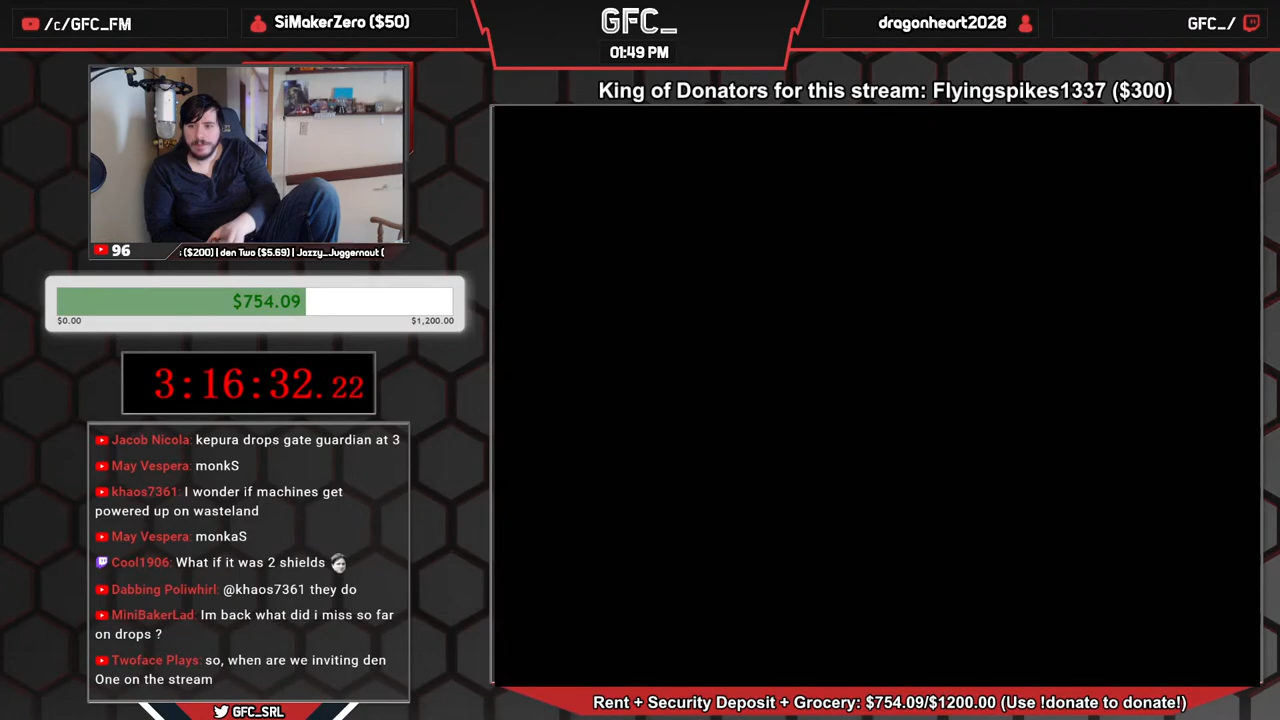 /c/GFC_FM
SiMakerZero ($50)
GFC_
01:49 PM
dragonheart2028
GFC_/
King of Donators for this stream: Flyingspikes1337 ($300)
96
($200) | den Two ($5.69) | Jazzy_Juggernaut (
$754.09
$0.00
$1,200.00
3:16:32.22
Jacob Nicola: kepura drops gate guardian at 3
May Vespera: monkS
khaos7361: I wonder if machines get
powered up on wasteland
May Vespera: monkaS
Cool1906: What if it was 2 shields
Dabbing Poliwhirl: @khaos7361 they do
MiniBakerLad: Im back what did i miss so far
on drops ?
Twoface Plays: so, when are we inviting den
One on the stream
GFC_SRL
Rent + Security Deposit + Grocery: $754.09/$1200.00 (Use !donate to donate!)